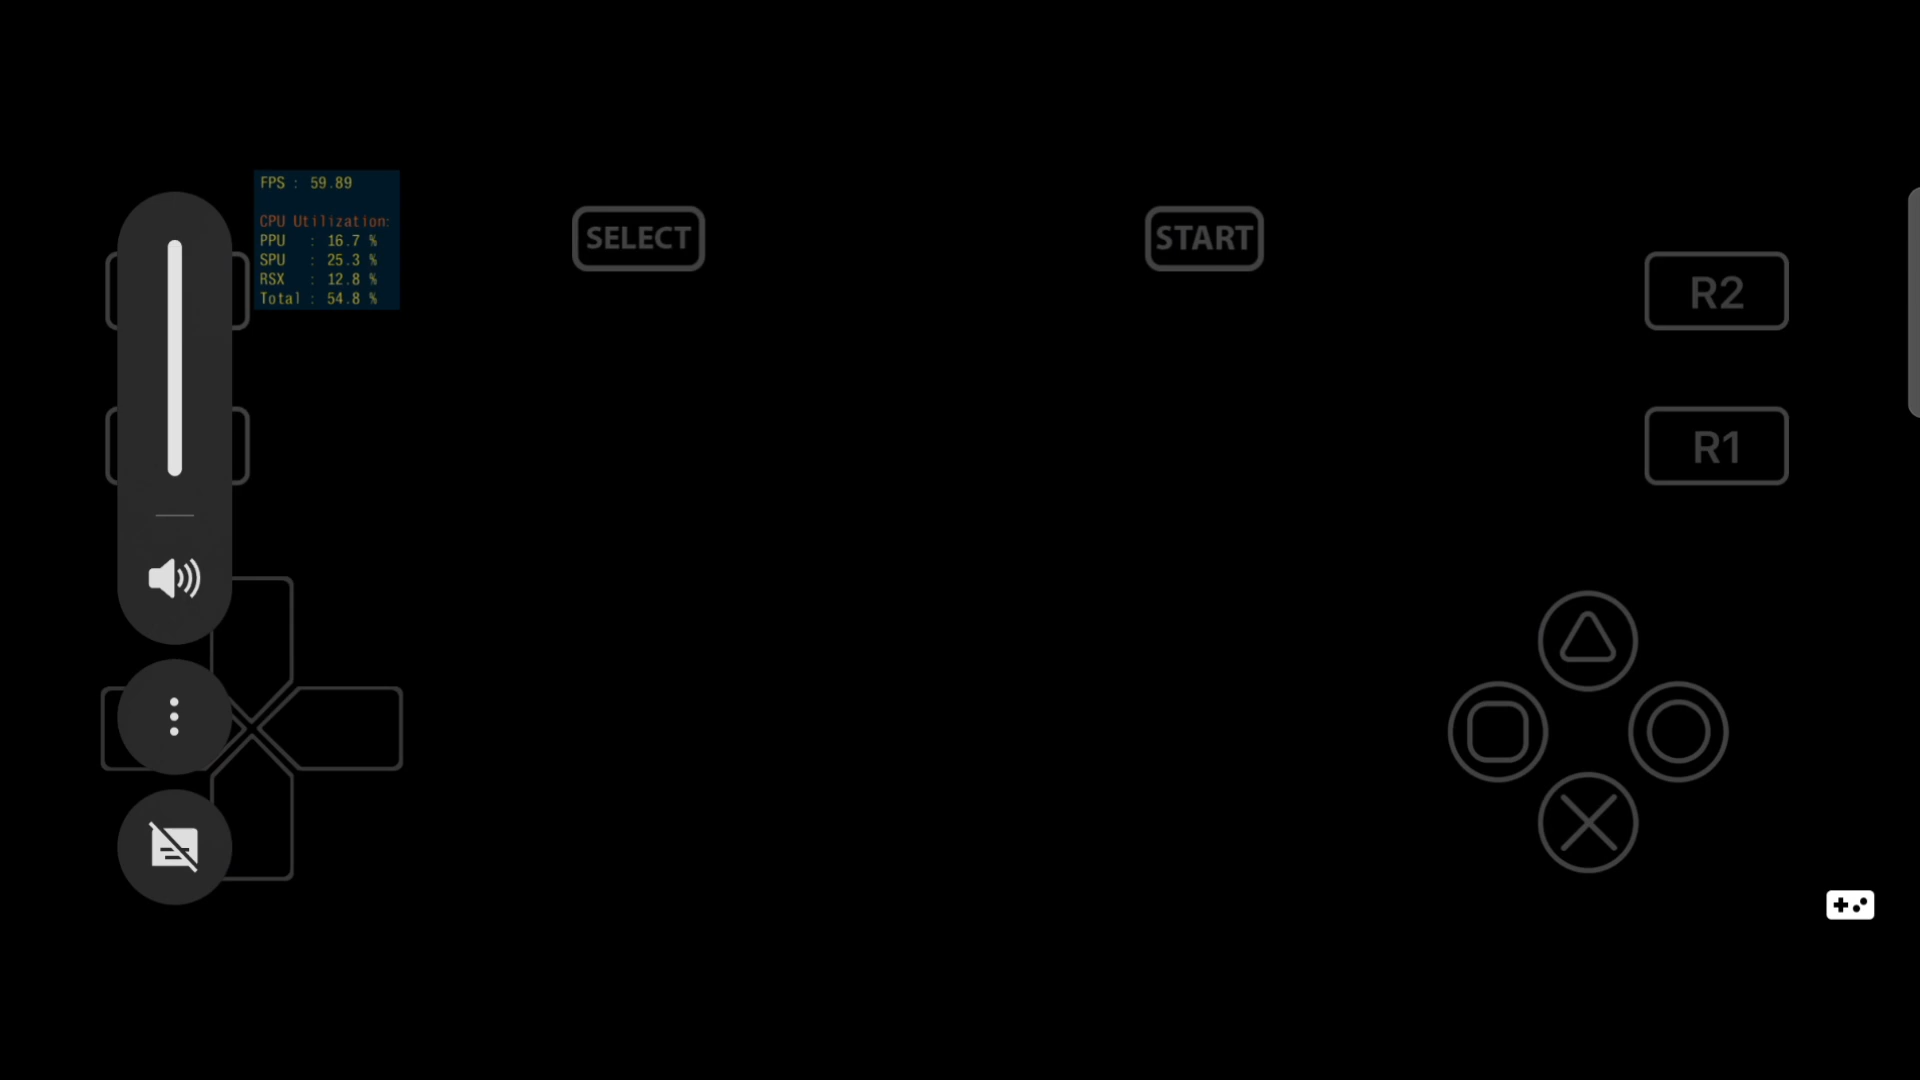 FPS : 59.89
CPU Utilization:
PPU : 16.7 %
SPU : 25.3 %
RSX : 12.8 %
Total : 54.8 %
SELECT
START
R2
R1